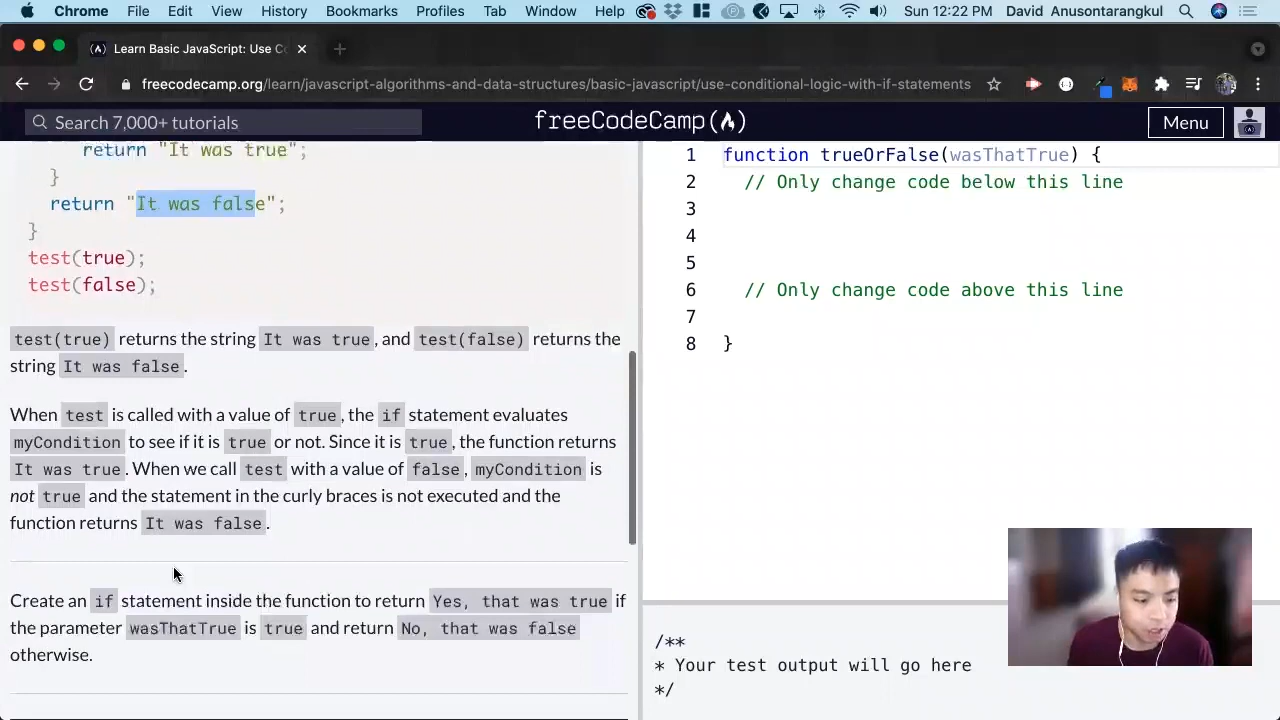 Chrome File Edit View History Bookmarks Profiles Tab Window Help Sun 12:22 PM David Anusontarangkul
Learn Basic JavaScript: Use Co
freecodecamp.org/learn/javascript-algorithms-and-data-structures/basic-javascript/use-conditional-logic-with-if-statements
Search 7,000+ tutorials
freeCodeCamp
Menu
return "It was true";
}
return "It was false";
}
test(true);
test(false);
test(true) returns the string It was true, and test(false) returns the
string It was false.
When test is called with a value of true, the if statement evaluates
myCondition to see if it is true or not. Since it is true, the function returns
It was true. When we call test with a value of false, myCondition is
not true and the statement in the curly braces is not executed and the
function returns It was false.
Create an if statement inside the function to return Yes, that was true if
the parameter wasThatTrue is true and return No, that was false
otherwise.
1 function trueOrFalse(wasThatTrue) {
2 // Only change code below this line
3
4
5
6 // Only change code above this line
7
8 }
/**
* Your test output will go here
*/